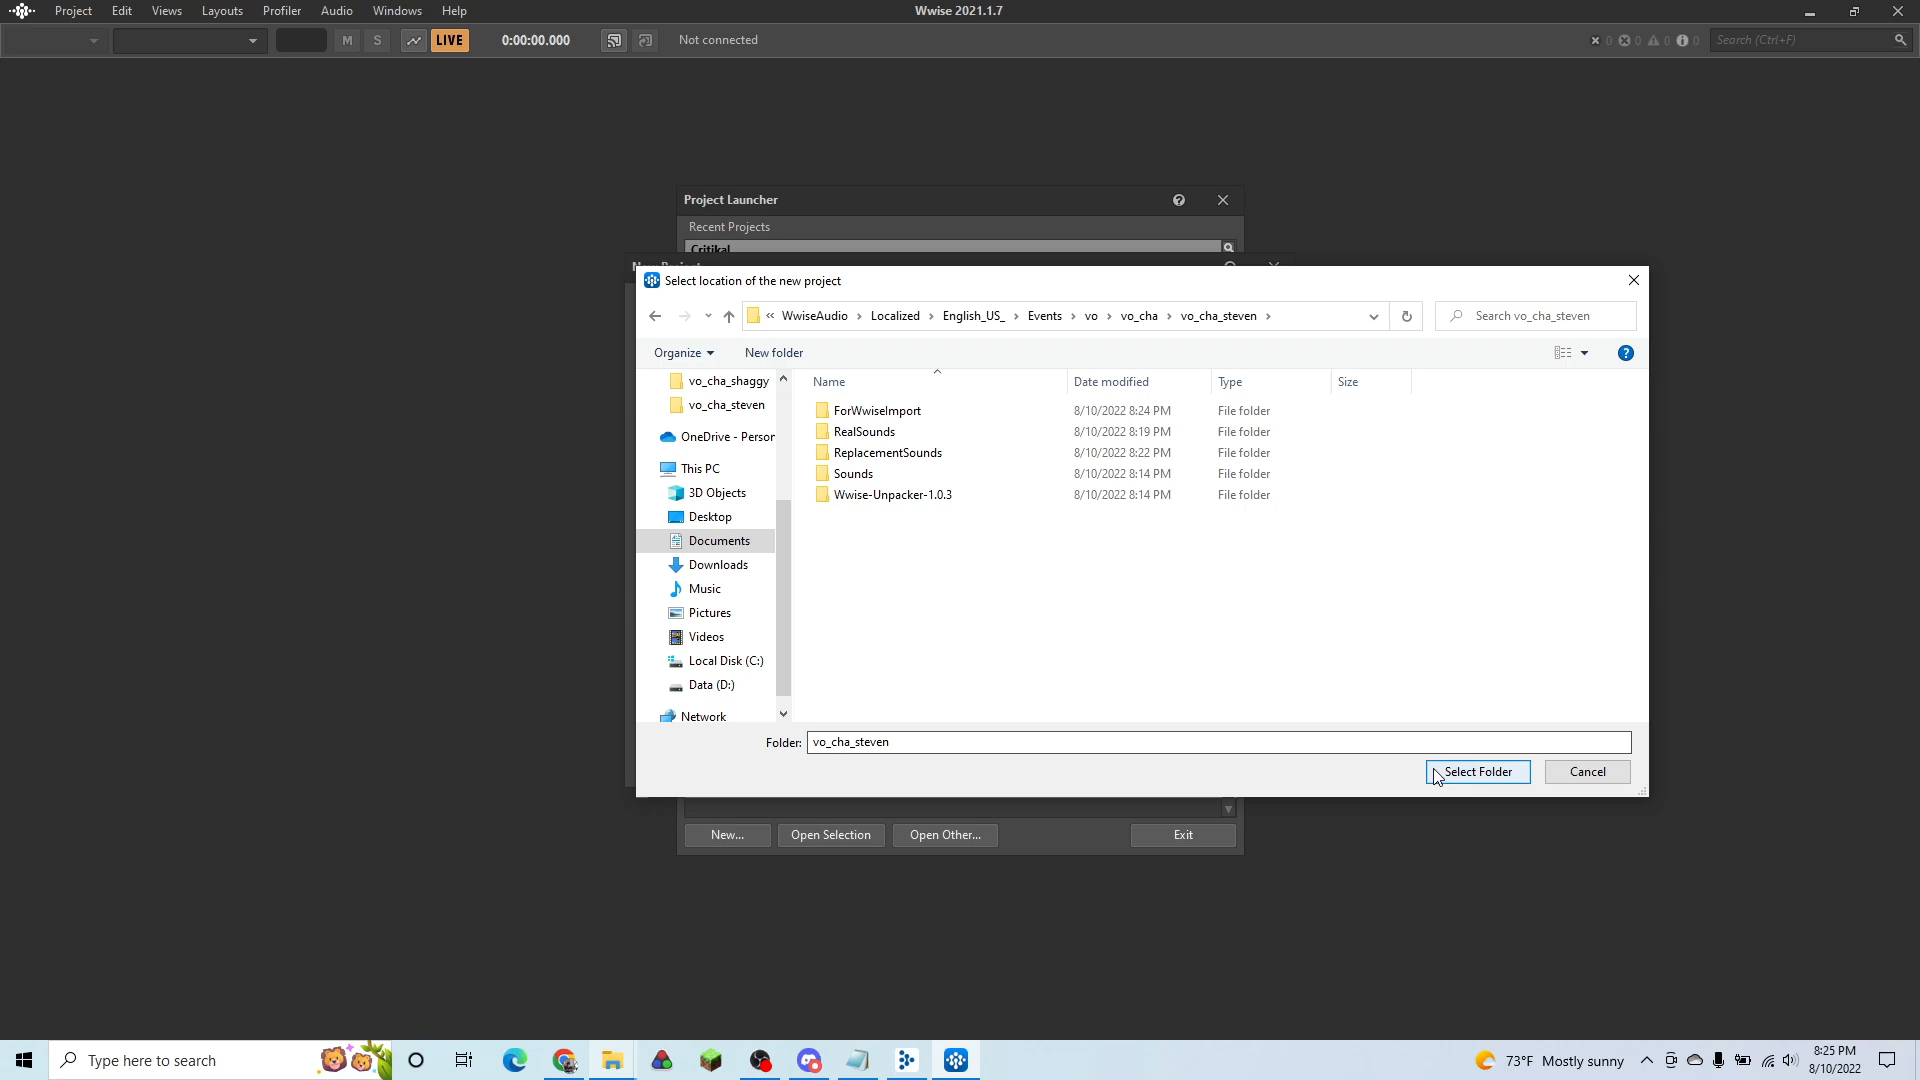 Project Edit Views Layouts Profiler Audio Windows Help
Wwise 2021.1.7
M S LIVE 0:00:00.000 Not connected
0 0 0 0 Search (Ctrl+F)
Project Launcher
Recent Projects
Critikal
Select location of the new project
« WwiseAudio › Localized › English_US_ › Events › vo › vo_cha › vo_cha_steven ›
Search vo_cha_steven
Organize New folder
Name Date modified Type Size
vo_cha_shaggy
vo_cha_steven
OneDrive - Person
This PC
3D Objects
Desktop
Documents
Downloads
Music
Pictures
Videos
Local Disk (C:)
Data (D:)
Network
ForWwiseImport 8/10/2022 8:24 PM File folder
RealSounds 8/10/2022 8:19 PM File folder
ReplacementSounds 8/10/2022 8:22 PM File folder
Sounds 8/10/2022 8:14 PM File folder
Wwise-Unpacker-1.0.3 8/10/2022 8:14 PM File folder
Folder: vo_cha_steven
Select Folder Cancel
New... Open Selection Open Other... Exit
Type here to search
73°F Mostly sunny
8:25 PM
8/10/2022